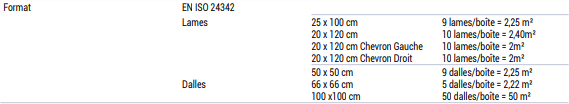 Format EN ISO 24342
Lames 25 x 100 cm 9 lames/boîte = 2,25 m²
20 x 120 cm 10 lames/boîte = 2,40m²
20 x 120 cm Chevron Gauche 10 lames/boîte = 2m²
20 x 120 cm Chevron Droit 10 lames/boîte = 2m²
50 x 50 cm 9 dalles/boîte = 2,25 m²
Dalles 66 x 66 cm 5 dalles/boîte = 2,22 m²
100 x100 cm 50 dalles/boîte = 50 m²